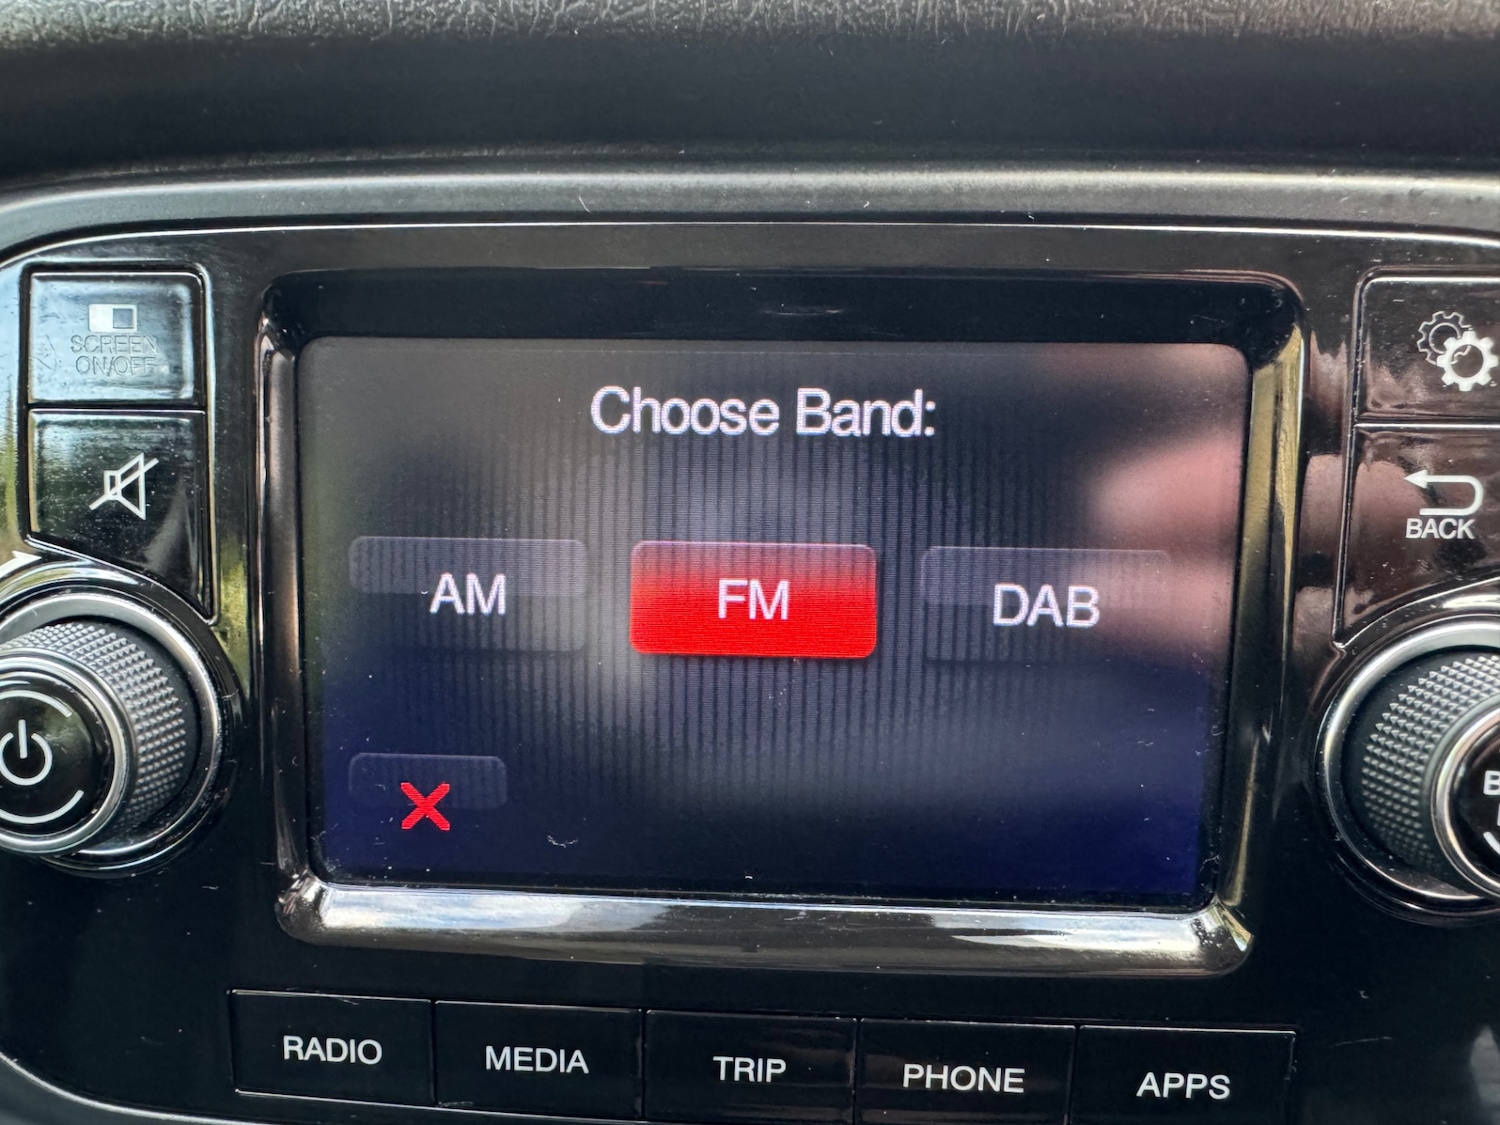 Choose Band:
SCREEN
ON/OFF
AM
FM
DAB
BACK
RADIO
MEDIA
TRIP
PHONE
APPS